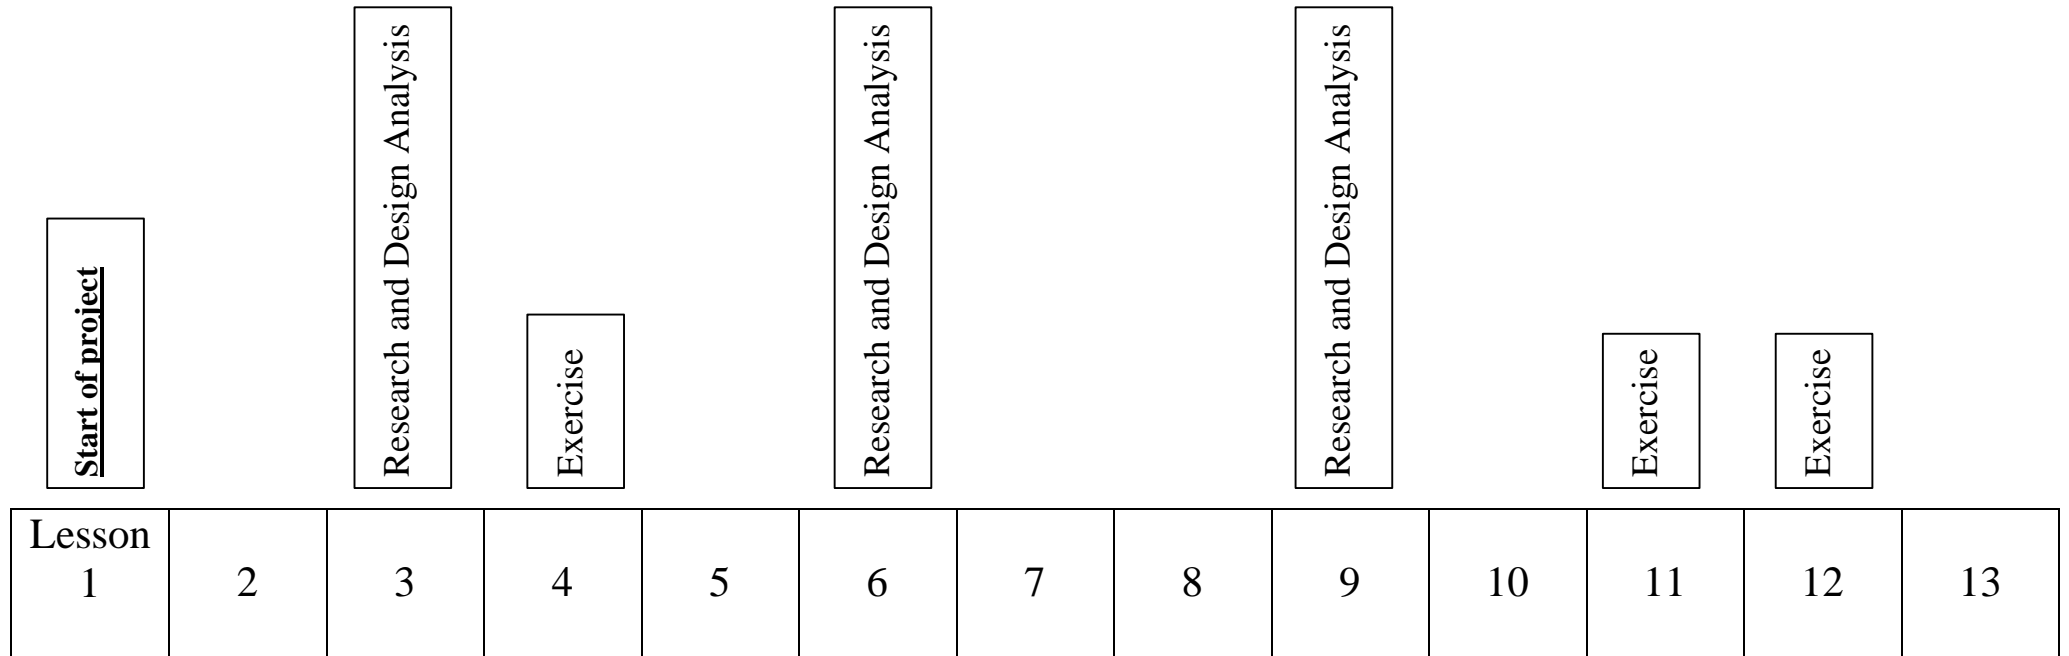 Start of project
Research and Design Analysis
Exercise
Research and Design Analysis
Research and Design Analysis
Exercise
Exercise
Lesson
1
2
3
4
5
6
7
8
9
10
11
12
13